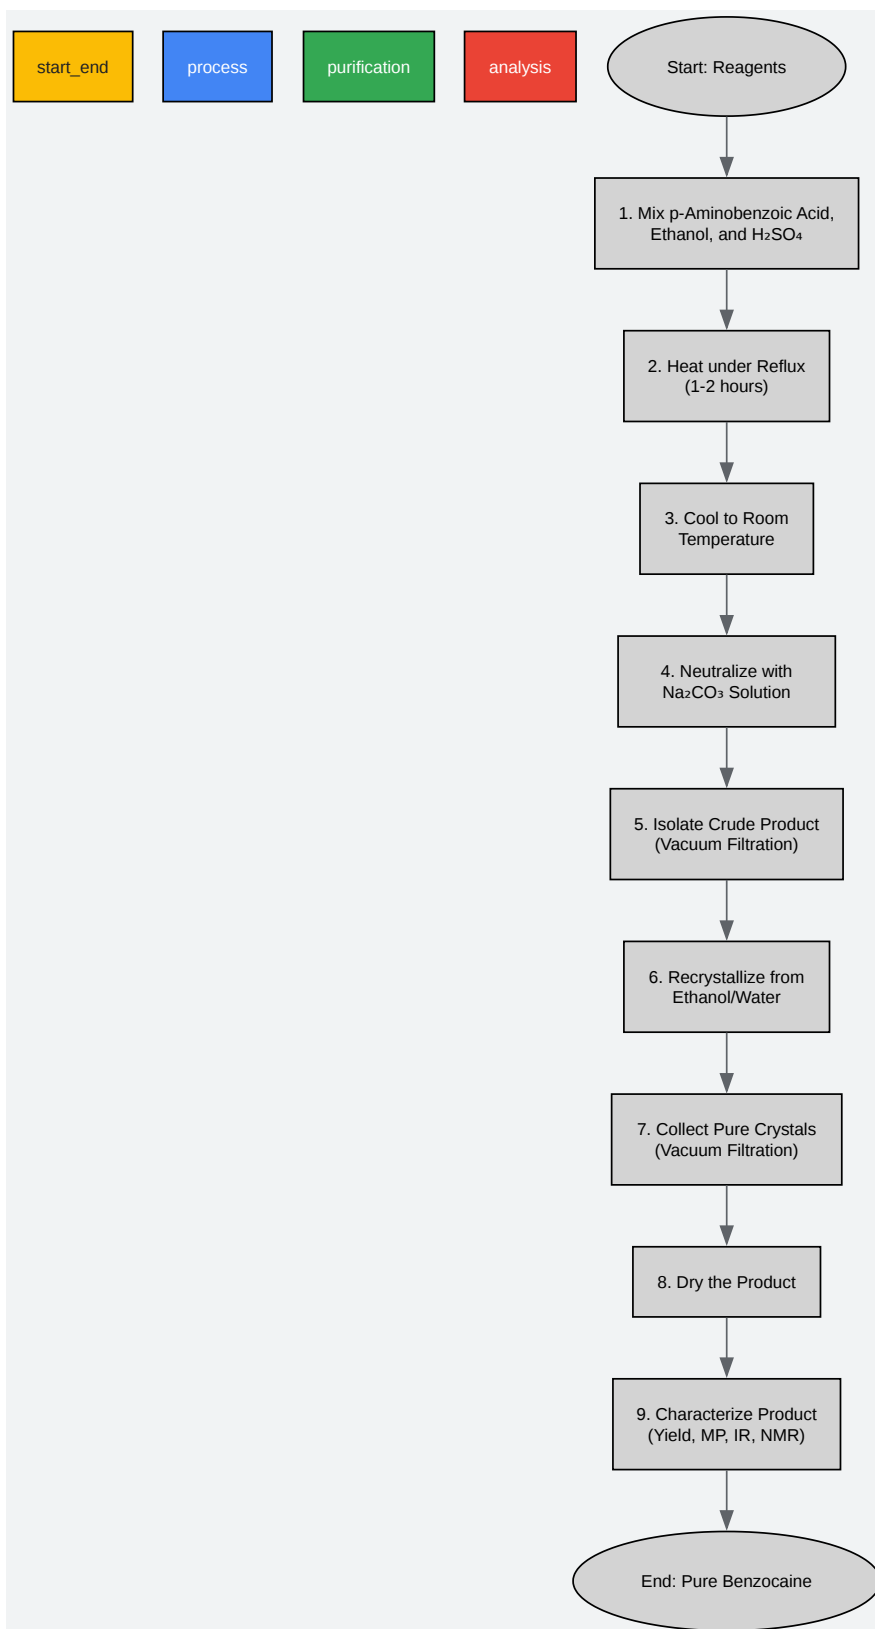 start_end
process
purification
analysis
Start: Reagents
1. Mix p-Aminobenzoic Acid,
Ethanol, and H₂SO₄
2. Heat under Reflux
(1-2 hours)
3. Cool to Room
Temperature
4. Neutralize with
Na₂CO₃ Solution
5. Isolate Crude Product
(Vacuum Filtration)
6. Recrystallize from
Ethanol/Water
7. Collect Pure Crystals
(Vacuum Filtration)
8. Dry the Product
9. Characterize Product
(Yield, MP, IR, NMR)
End: Pure Benzocaine